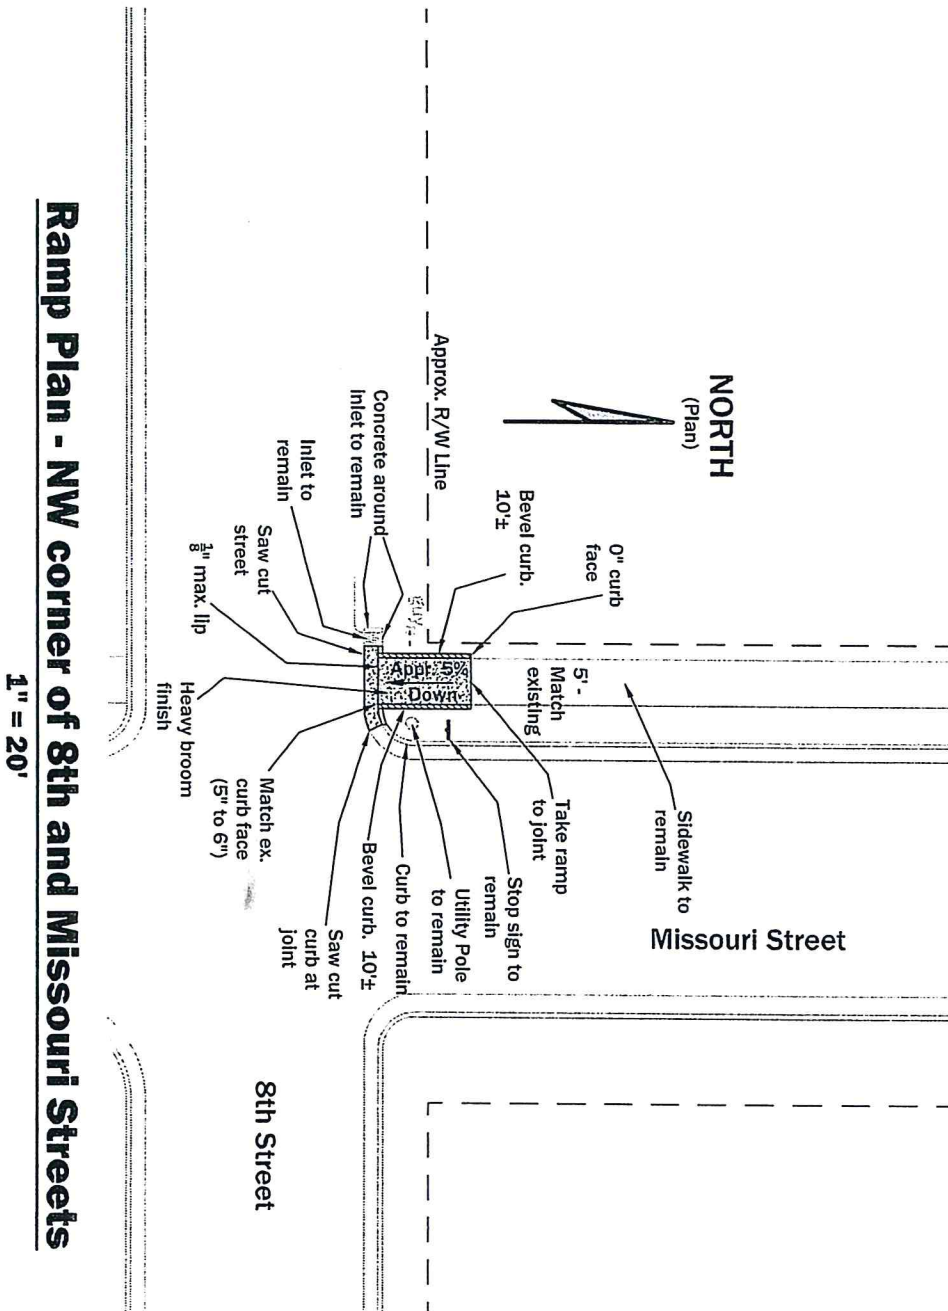 NORTH
(Plan)
Missouri Street
Sidewalk to
remain
0" curb
face
5' -
Match
existing
Take ramp
to joint
Bevel curb.
10'±
Stop sign to
remain
Approx. R/W Line
Utility Pole
to remain
Guy
Appr. 5%
Down
Concrete around
Inlet to remain
Curb to remain
Bevel curb. 10'±
Inlet to
remain
Saw cut
curb at
joint
Saw cut
street
Match ex.
curb face
(5" to 6")
1/8" max. lip
Heavy broom
finish
8th Street
Ramp Plan - NW corner of 8th and Missouri Streets
1" = 20'